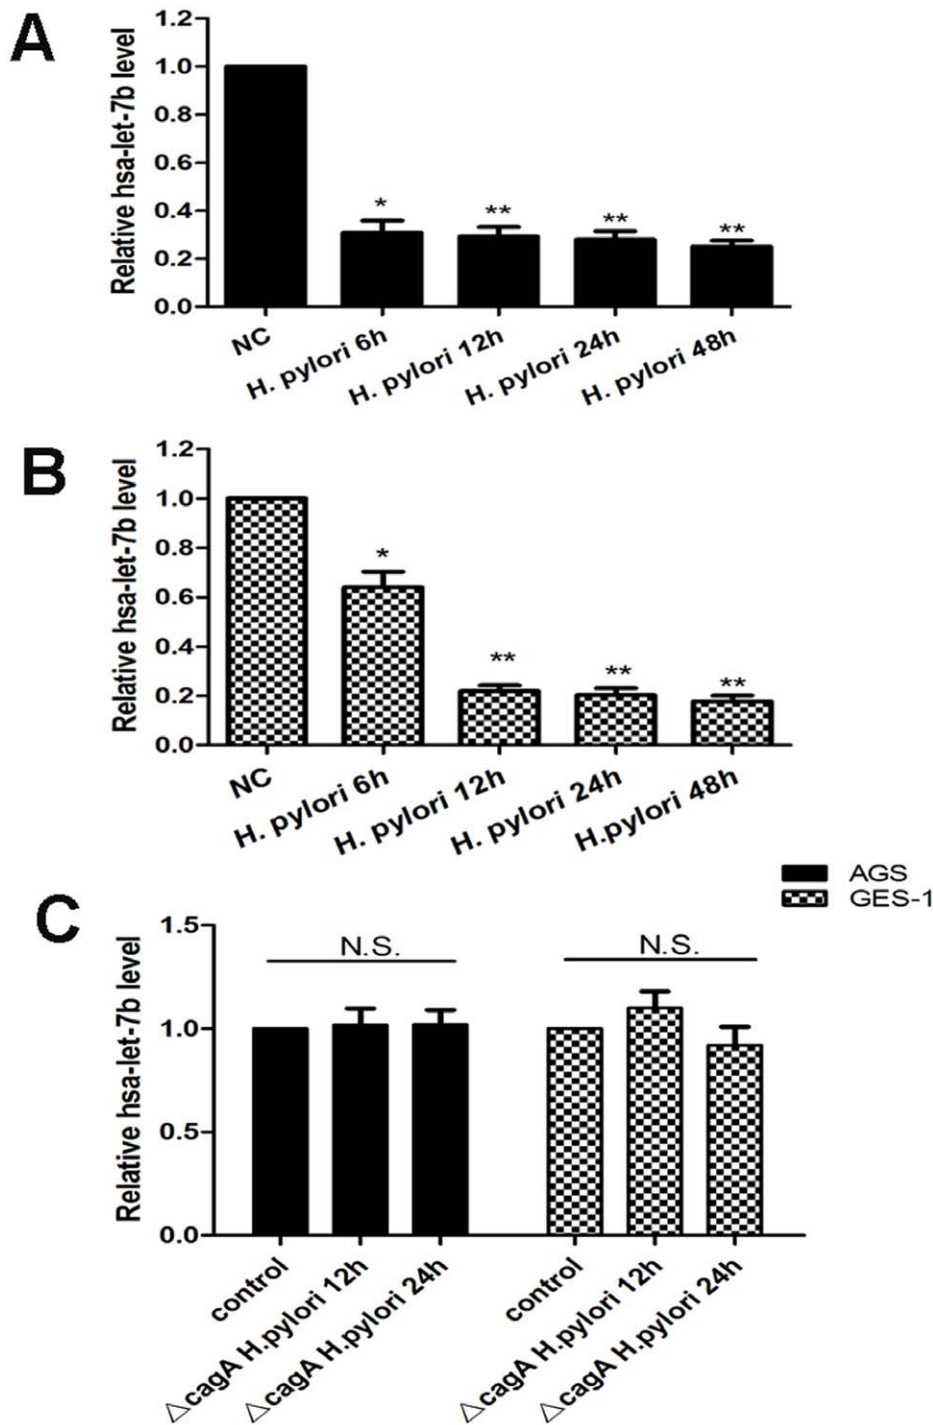 A
Relative hsa-let-7b level
1.2
1.0
0.8
0.6
0.4
0.2
0.0
*
**
**
**
NC
H. pylori 6h
H. pylori 12h
H. pylori 24h
H. pylori 48h
B
Relative hsa-let-7b level
1.2
1.0
0.8
0.6
0.4
0.2
0.0
*
**
**
**
NC
H. pylori 6h
H. pylori 12h
H. pylori 24h
H.pylori 48h
AGS
GES-1
C
Relative hsa-let-7b level
1.5
1.0
0.5
0.0
N.S.
N.S.
control
△cagA H.pylori 12h
△cagA H.pylori 24h
control
△cagA H.pylori 12h
△cagA H.pylori 24h